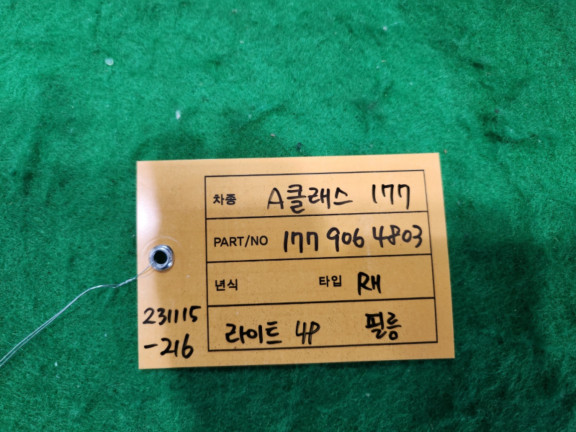 차종 A클래스 177
PART/NO 177 906 4803
년식 타입 RH
라이트 4P 필릉
231115
-216